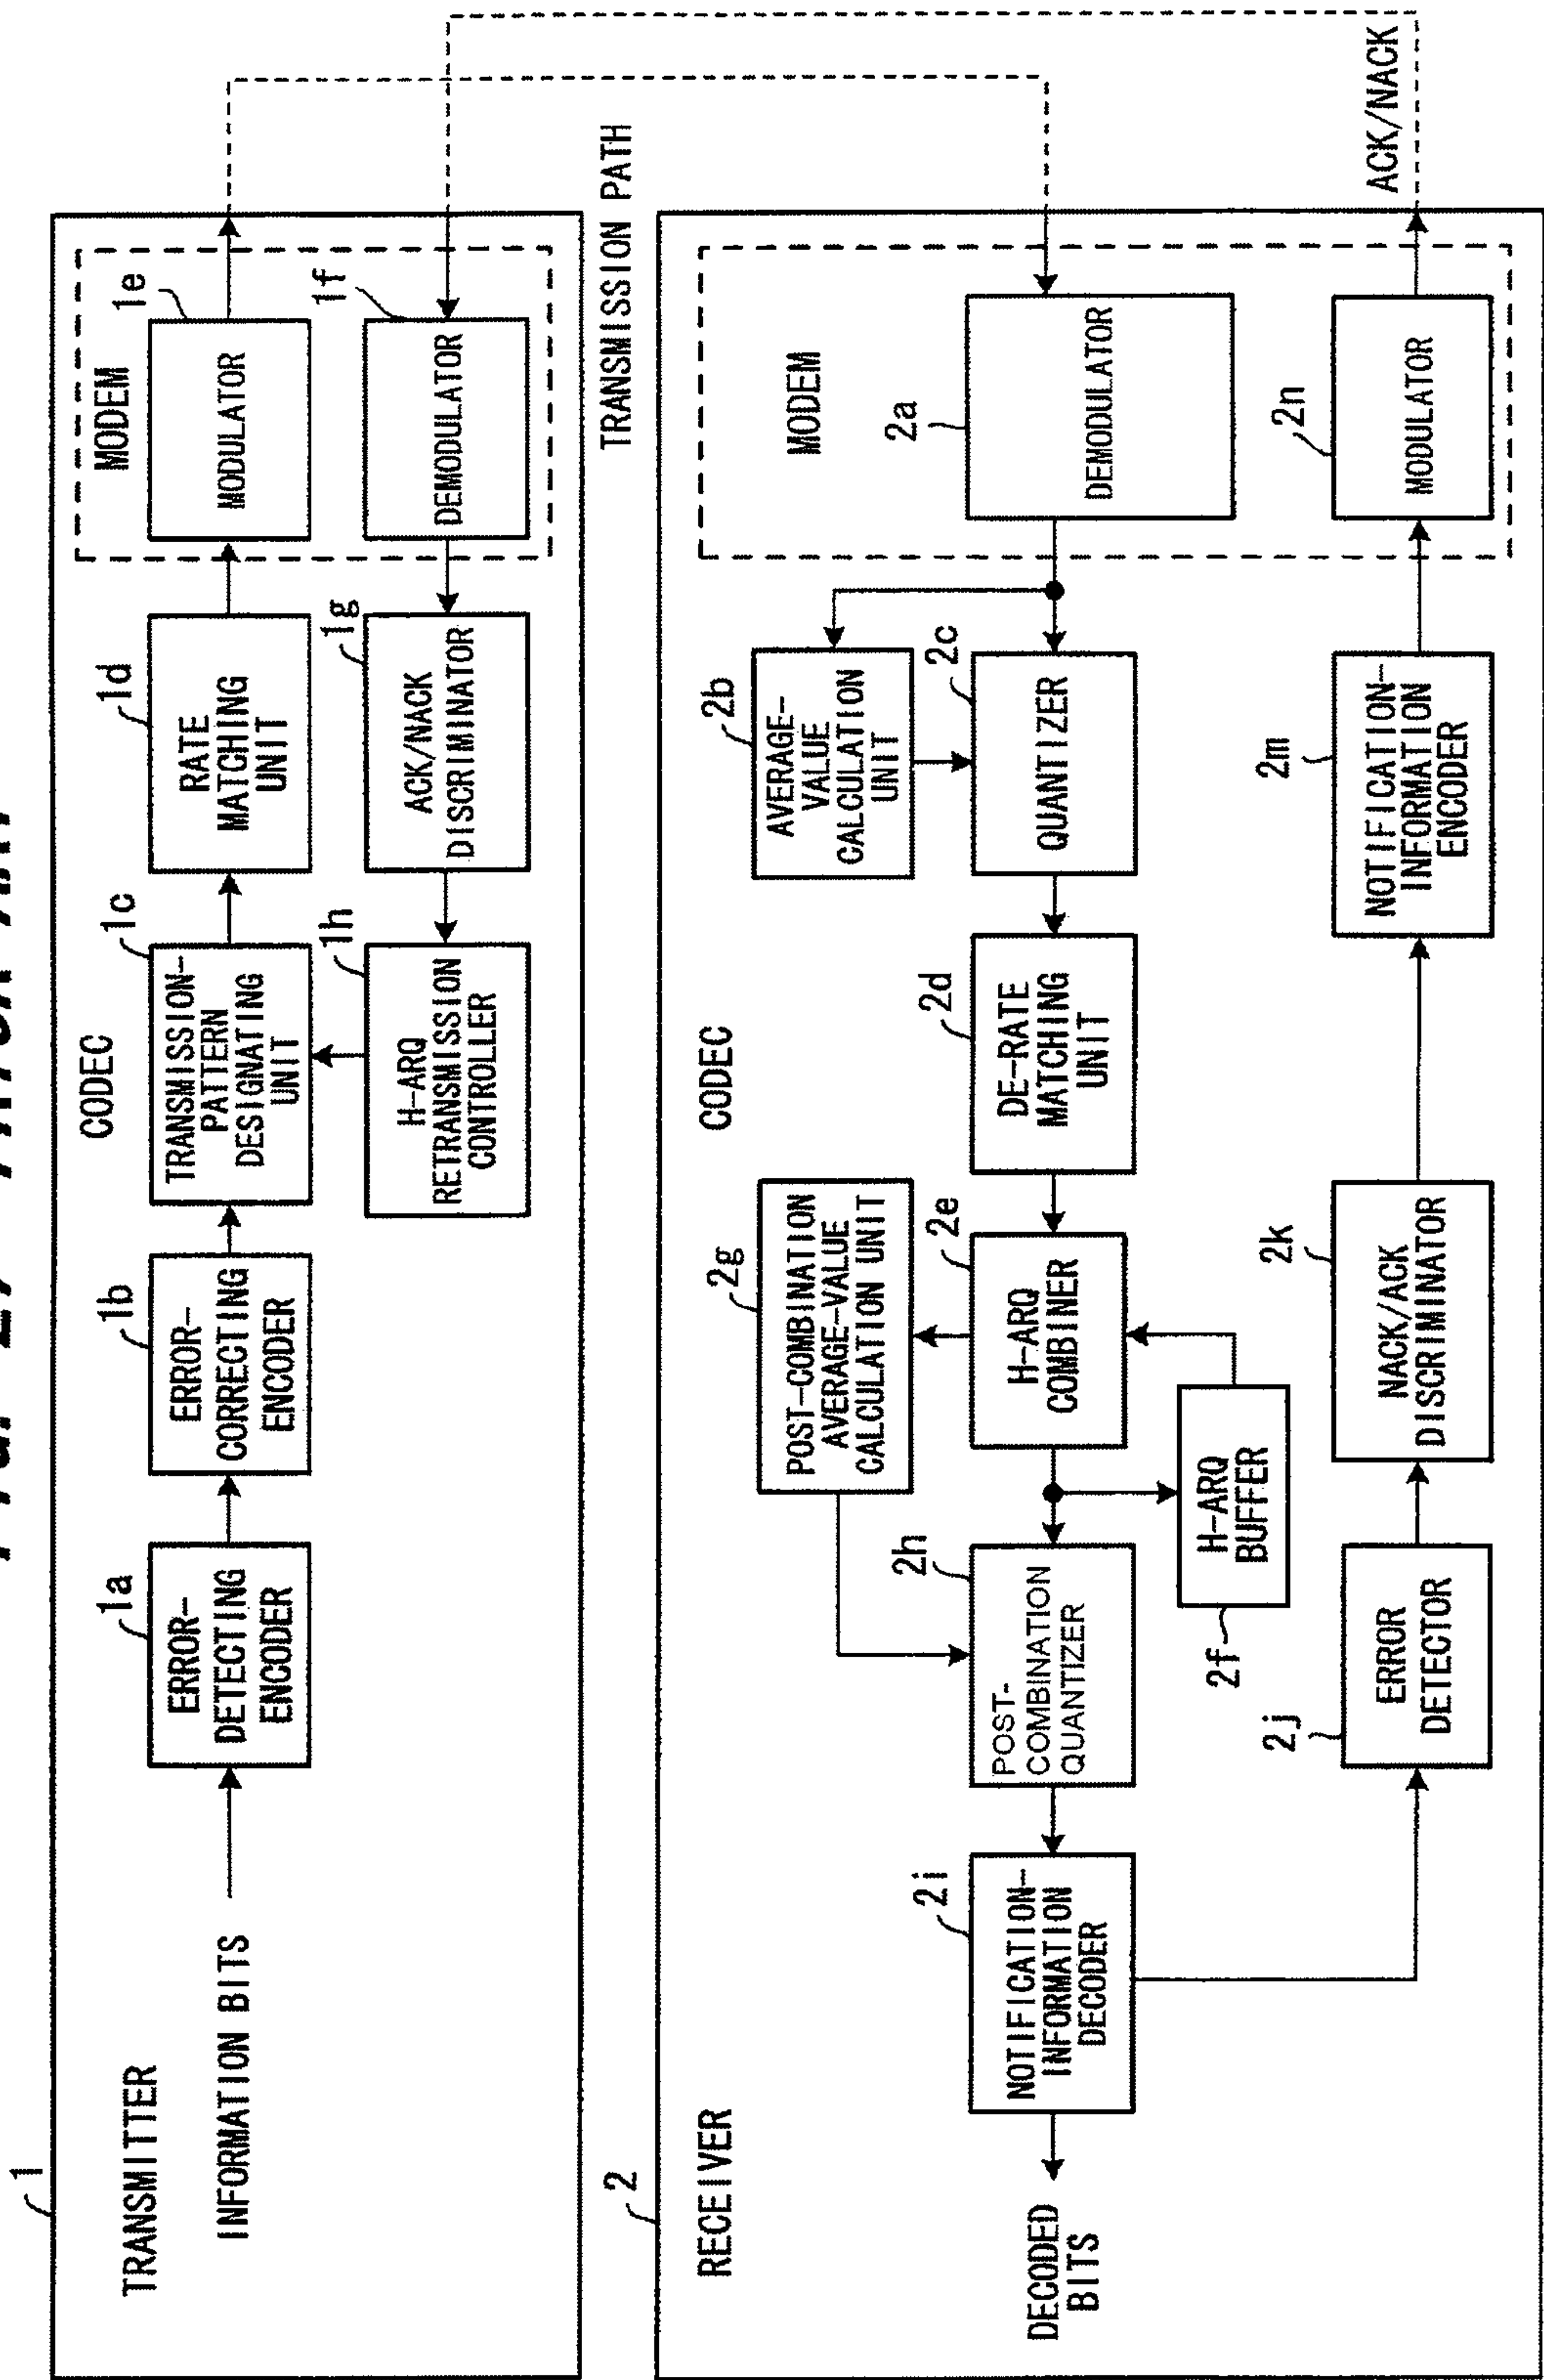 1
TRANSMITTER
INFORMATION BITS
CODEC
MODEM
1a
ERROR-
DETECTING
ENCODER
1b
ERROR-
CORRECTING
ENCODER
1c
TRANSMISSION-
PATTERN
DESIGNATING
UNIT
1d
RATE
MATCHING
UNIT
1e
MODULATOR
1f
DEMODULATOR
1g
ACK/NACK
DISCRIMINATOR
1h
H-ARQ
RETRANSMISSION
CONTROLLER
TRANSMISSION PATH
2
RECEIVER
CODEC
MODEM
2a
DEMODULATOR
2b
AVERAGE-
VALUE
CALCULATION
UNIT
2c
QUANTIZER
2d
DE-RATE
MATCHING
UNIT
2e
H-ARQ
COMBINER
2f
H-ARQ
BUFFER
2g
POST-COMBINATION
AVERAGE-VALUE
CALCULATION UNIT
2h
POST-
COMBINATION
QUANTIZER
2i
NOTIFICATION-
INFORMATION
DECODER
DECODED
BITS
2j
ERROR
DETECTOR
2k
NACK/ACK
DISCRIMINATOR
2m
NOTIFICATION-
INFORMATION
ENCODER
2n
MODULATOR
ACK/NACK